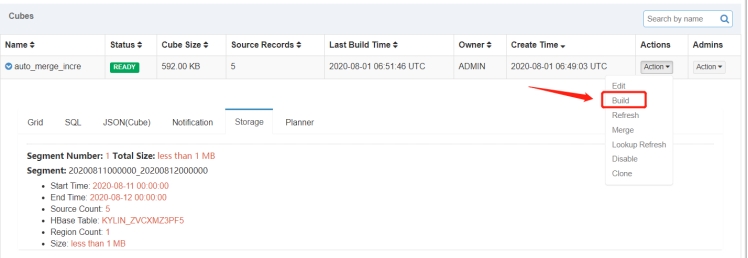 Cubes
Search by name
Name Status Cube Size Source Records Last Build Time Owner Create Time Actions Admins
auto_merge_incre READY 592.00 KB 5 2020-08-01 06:51:46 UTC ADMIN 2020-08-01 06:49:03 UTC Action Action
Edit
Build
Refresh
Merge
Lookup Refresh
Disable
Clone
Grid SQL JSON(Cube) Notification Storage Planner
Segment Number: 1 Total Size: less than 1 MB
Segment: 20200811000000_20200812000000
Start Time: 2020-08-11 00:00:00
End Time: 2020-08-12 00:00:00
Source Count: 5
HBase Table: KYLIN_ZVCXMZ3PF5
Region Count: 1
Size: less than 1 MB